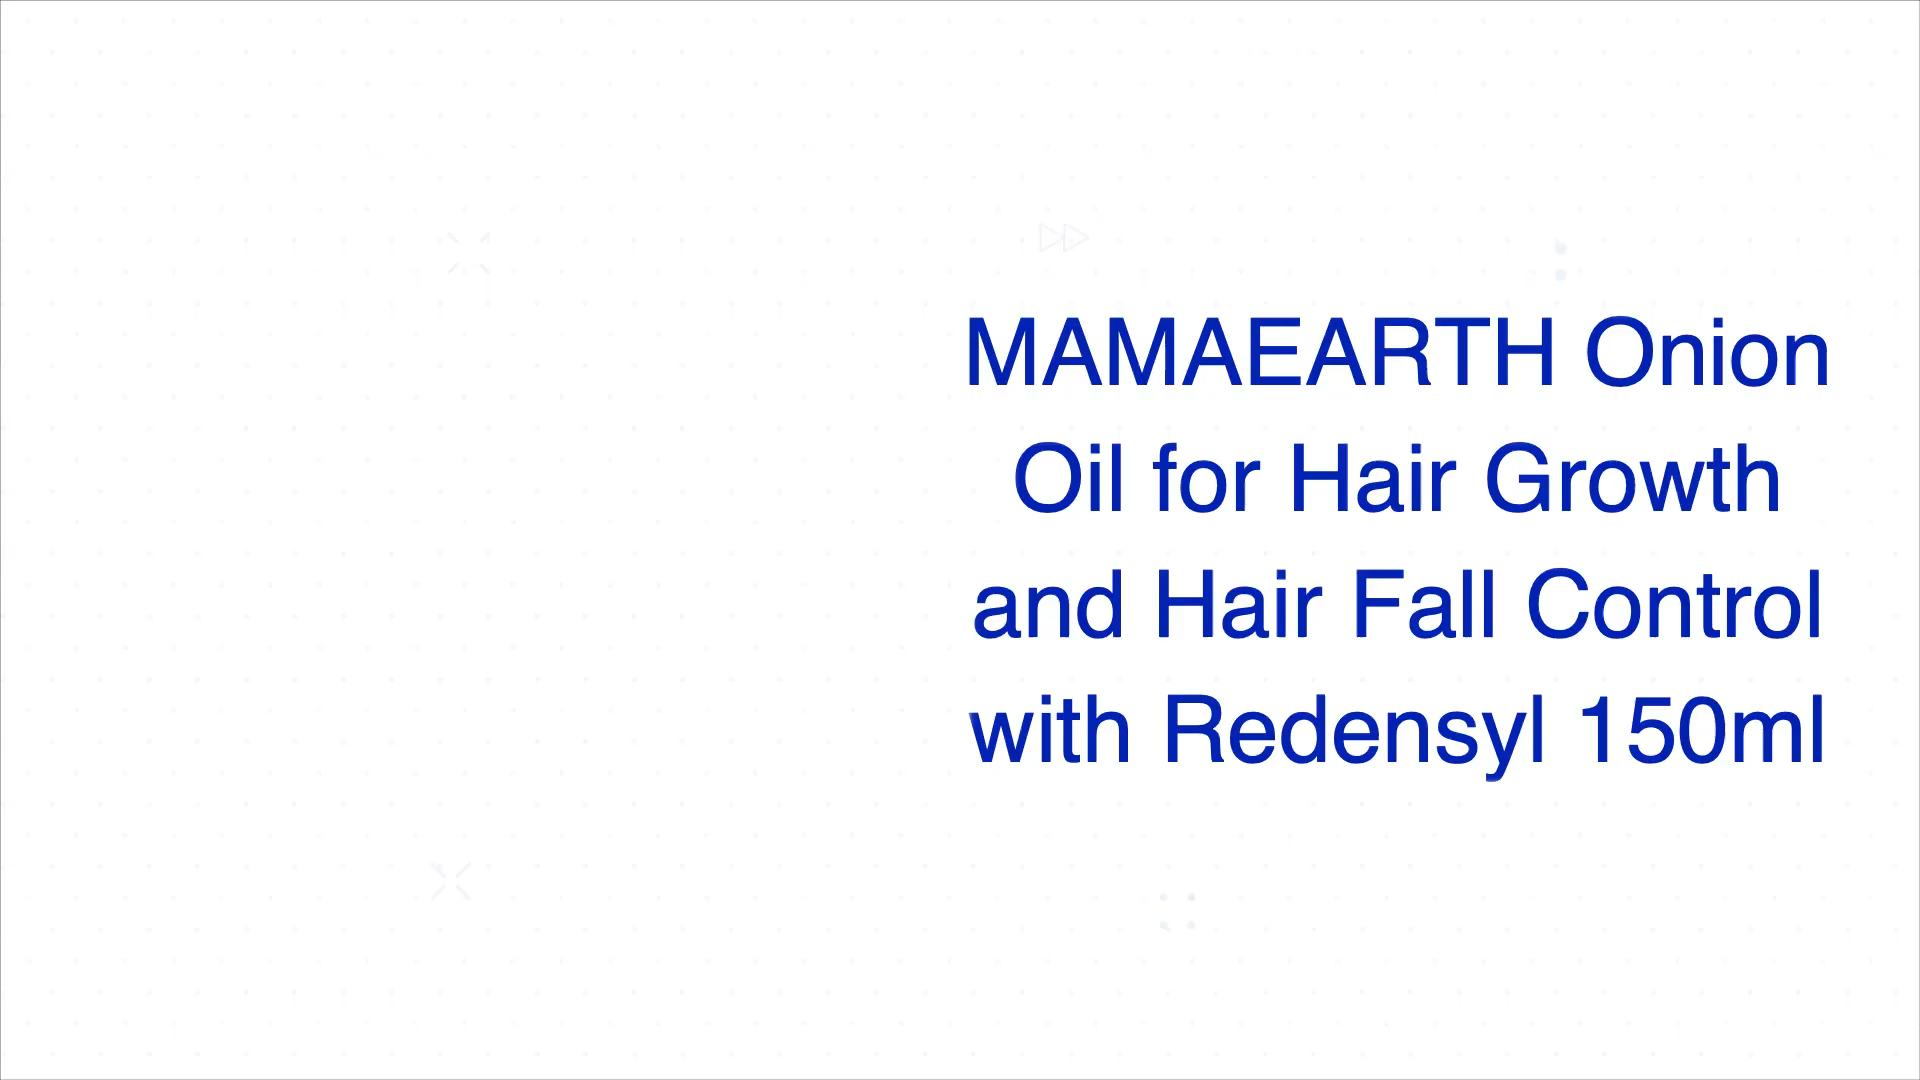 MAMAEARTH Onion
Oil for Hair Growth
and Hair Fall Control
with Redensyl 150ml